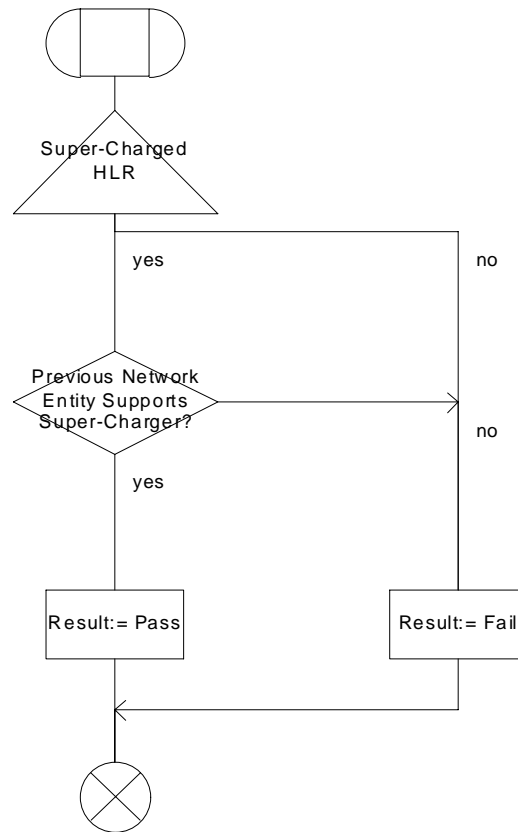 Super-Charged
HLR
yes
no
Previous Network
Entity Supports
Super-Charger?
no
yes
Result:= Pass
Result:= Fail